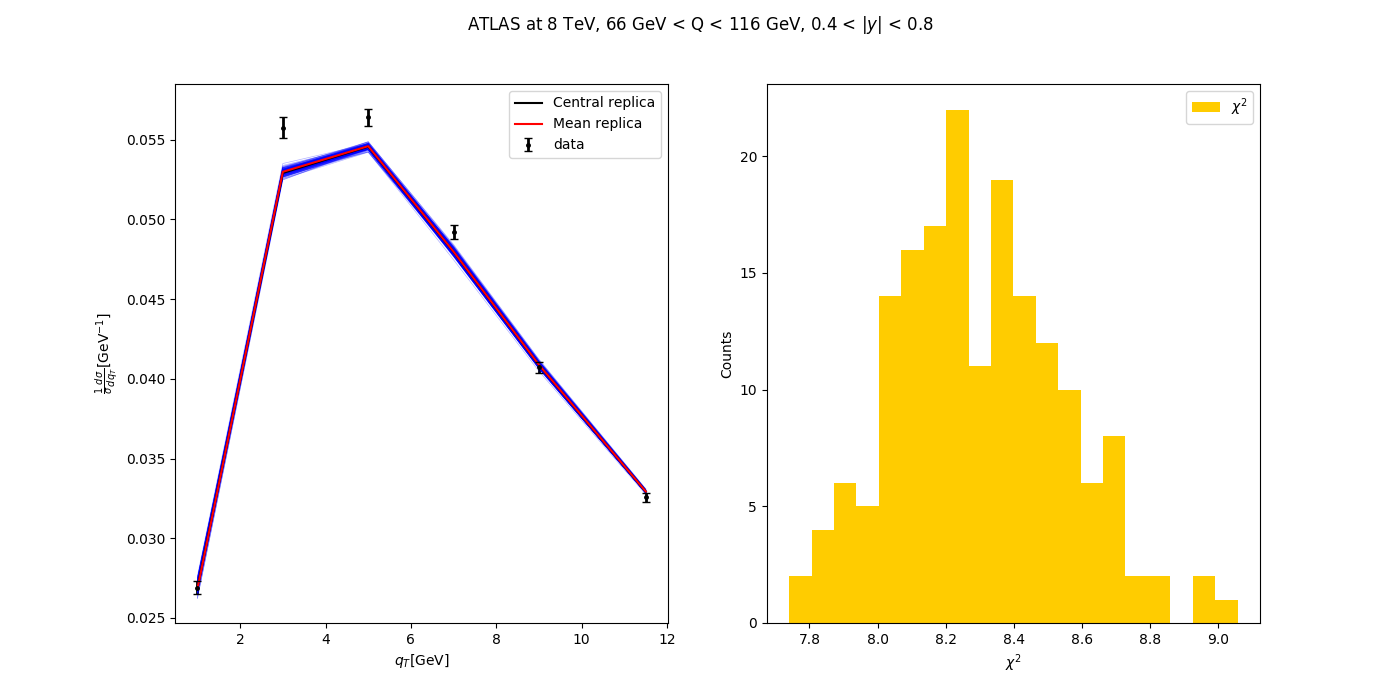 ATLAS at 8 TeV, 66 GeV < Q < 116 GeV, 0.4 < |y| < 0.8
Central replica
Mean replica
data
0.055
0.050
0.045
0.040
0.035
0.030
0.025
2
4
6
8
10
12
q_T[GeV]
\frac{1}{σ}\frac{dσ}{dq_T}[GeV⁻¹]
χ²
20
15
10
5
0
Counts
7.8
8.0
8.2
8.4
8.6
8.8
9.0
χ²